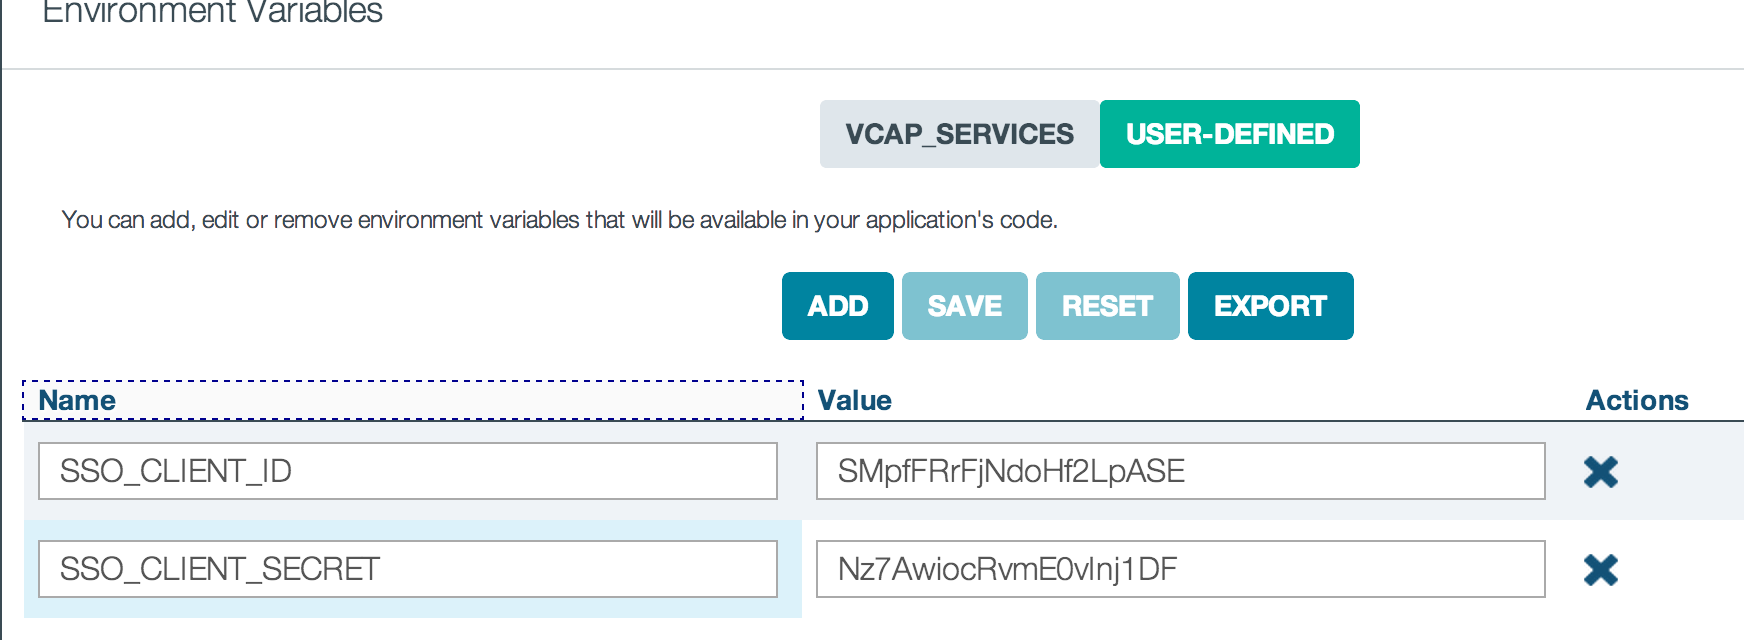 Environment Variables
VCAP_SERVICES USER-DEFINED
You can add, edit or remove environment variables that will be available in your application's code.
ADD SAVE RESET EXPORT
Name Value Actions
SSO_CLIENT_ID SMpfFRrFjNdoHf2LpASE
SSO_CLIENT_SECRET Nz7AwiocRvmE0vInj1DF